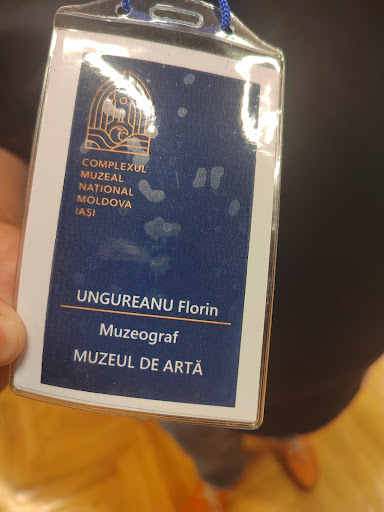 COMPLEXUL
MUZEAL
NAȚIONAL
MOLDOVA
IAȘI
UNGUREANU Florin
Muzeograf
MUZEUL DE ARTĂ